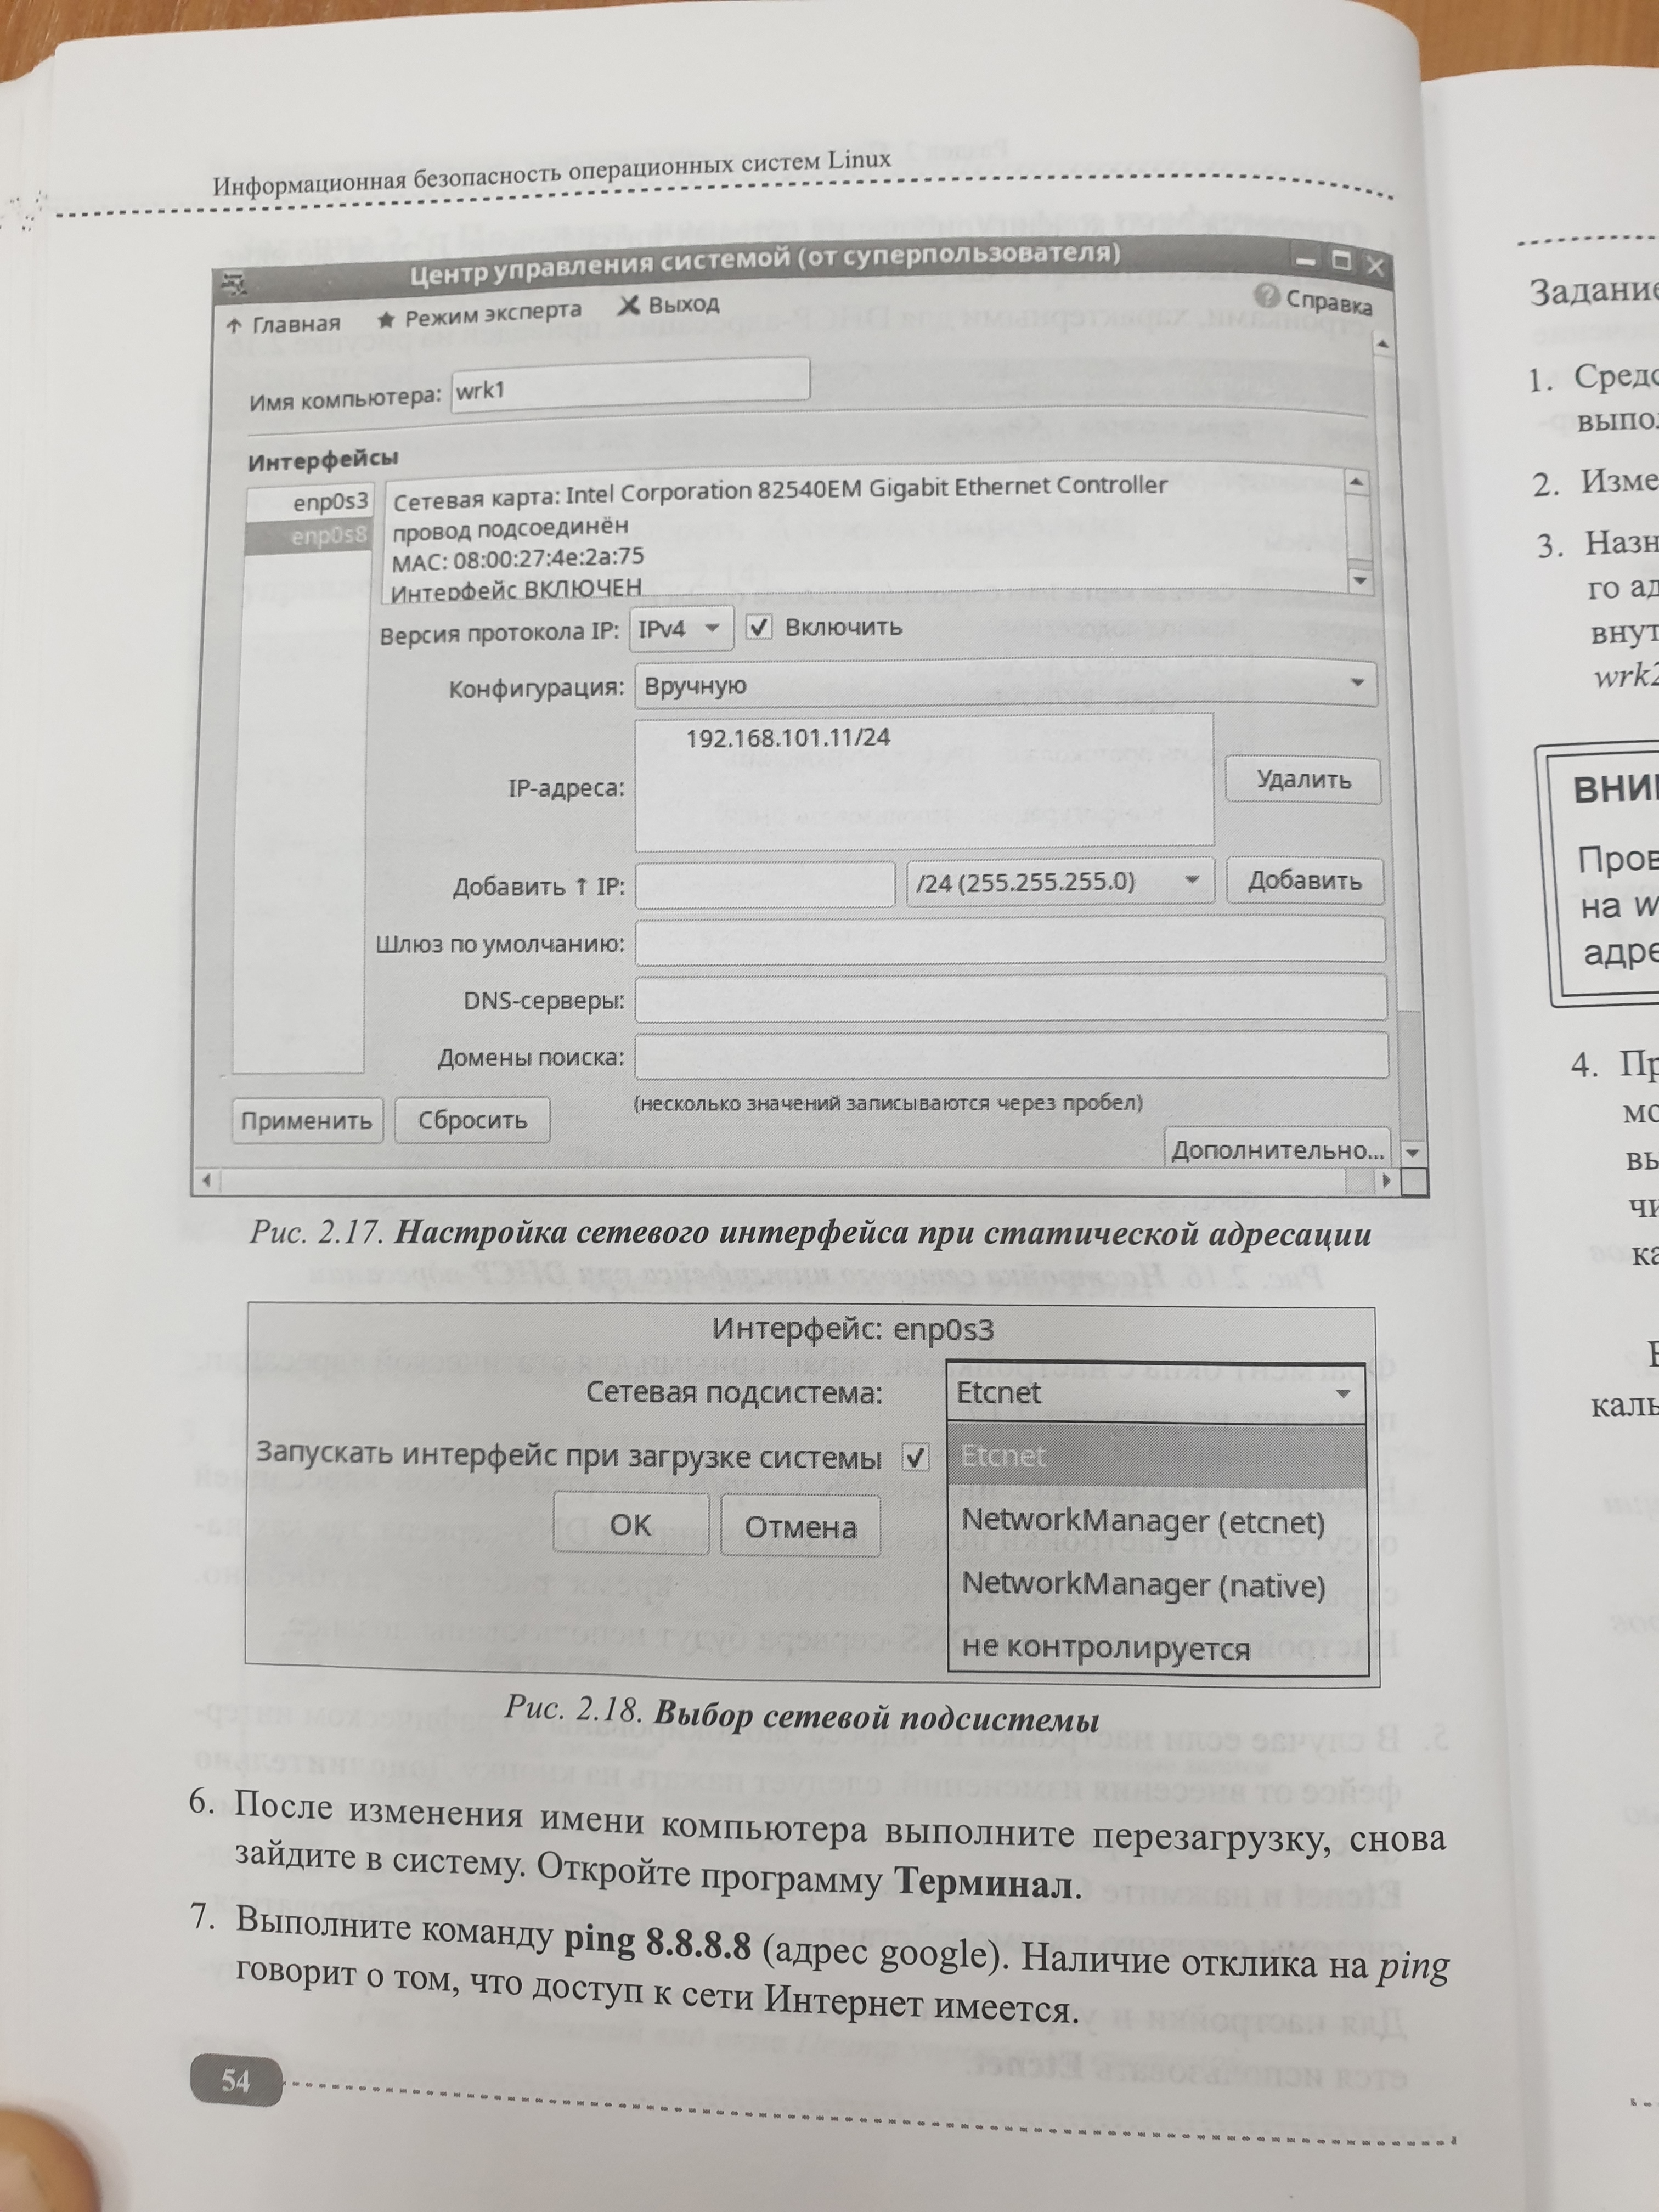 Информационная безопасность операционных систем Linux
Центр управления системой (от суперпользователя)
Главная Режим эксперта Выход Справка
Имя компьютера: wrk1
Интерфейсы
enp0s3
enp0s8
Сетевая карта: Intel Corporation 82540EM Gigabit Ethernet Controller
провод подсоединён
MAC: 08:00:27:4e:2a:75
Интерфейс ВКЛЮЧЕН
Версия протокола IP: IPv4 Включить
Конфигурация: Вручную
192.168.101.11/24
IP-адреса: Удалить
Добавить ↑ IP: /24 (255.255.255.0) Добавить
Шлюз по умолчанию:
DNS-серверы:
Домены поиска:
(несколько значений записываются через пробел)
Применить Сбросить
Дополнительно...
Рис. 2.17. Настройка сетевого интерфейса при статической адресации
Интерфейс: enp0s3
Сетевая подсистема: Etcnet
Запускать интерфейс при загрузке системы Etcnet
OK Отмена NetworkManager (etcnet)
NetworkManager (native)
не контролируется
Рис. 2.18. Выбор сетевой подсистемы
6. После изменения имени компьютера выполните перезагрузку, снова
зайдите в систему. Откройте программу Терминал.
7. Выполните команду ping 8.8.8.8 (адрес google). Наличие отклика на ping
говорит о том, что доступ к сети Интернет имеется.
54
Задание
1.
2.
3.
го
4.